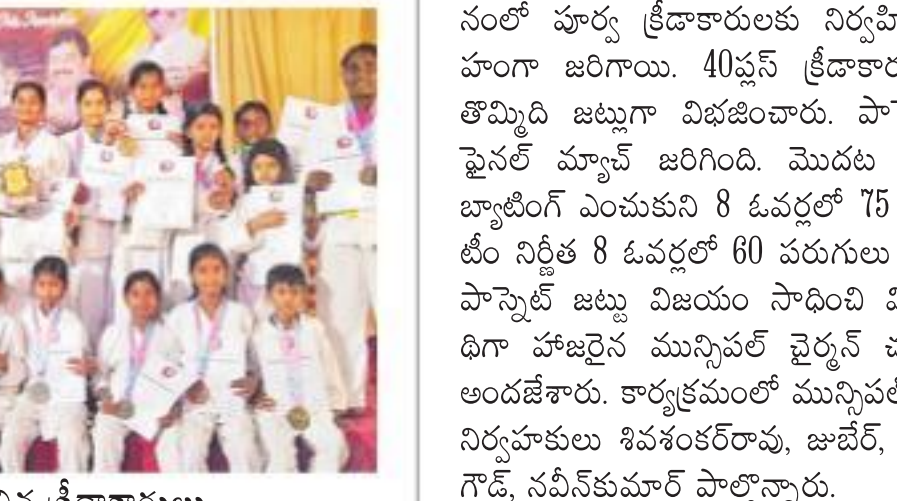 నంలో పూర్వ క్రీడాకారులకు
హంగా జరిగాయి. 40ప్లస్
తొమ్మిది జట్లుగా విభజించారు.
ఫైనల్ మ్యాచ్ జరిగింది. మొదట
బ్యాటింగ్ ఎంచుకుని 8 ఓవర్లలో 75
టీం నిర్ణీత 8 ఓవర్లలో 60 పరుగులు
పాస్నెట్ జట్టు విజయం సాధించి
థిగా హాజరైన మున్సిపల్ చైర్మన్
అందజేశారు. కార్యక్రమంలో మున్సిపల్
నిర్వహకులు శివశంకర్‌రావు, జుబేర్,
గౌడ్, నవీన్‌కుమార్ పాల్గొన్నారు.